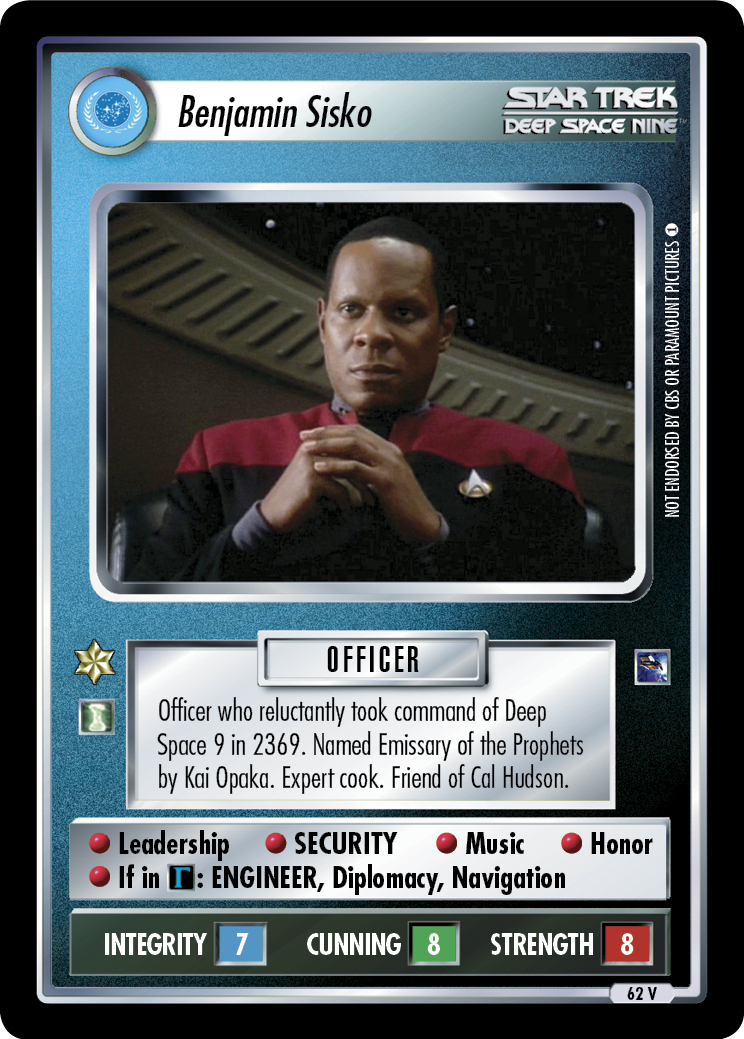 Benjamin Sisko
STAR TREK
DEEP SPACE NINE™
NOT ENDORSED BY CBS OR PARAMOUNT PICTURES 1
OFFICER
Officer who reluctantly took command of Deep
Space 9 in 2369. Named Emissary of the Prophets
by Kai Opaka. Expert cook. Friend of Cal Hudson.
Leadership SECURITY Music Honor
If in Γ: ENGINEER, Diplomacy, Navigation
INTEGRITY 7 CUNNING 8 STRENGTH 8
62 V